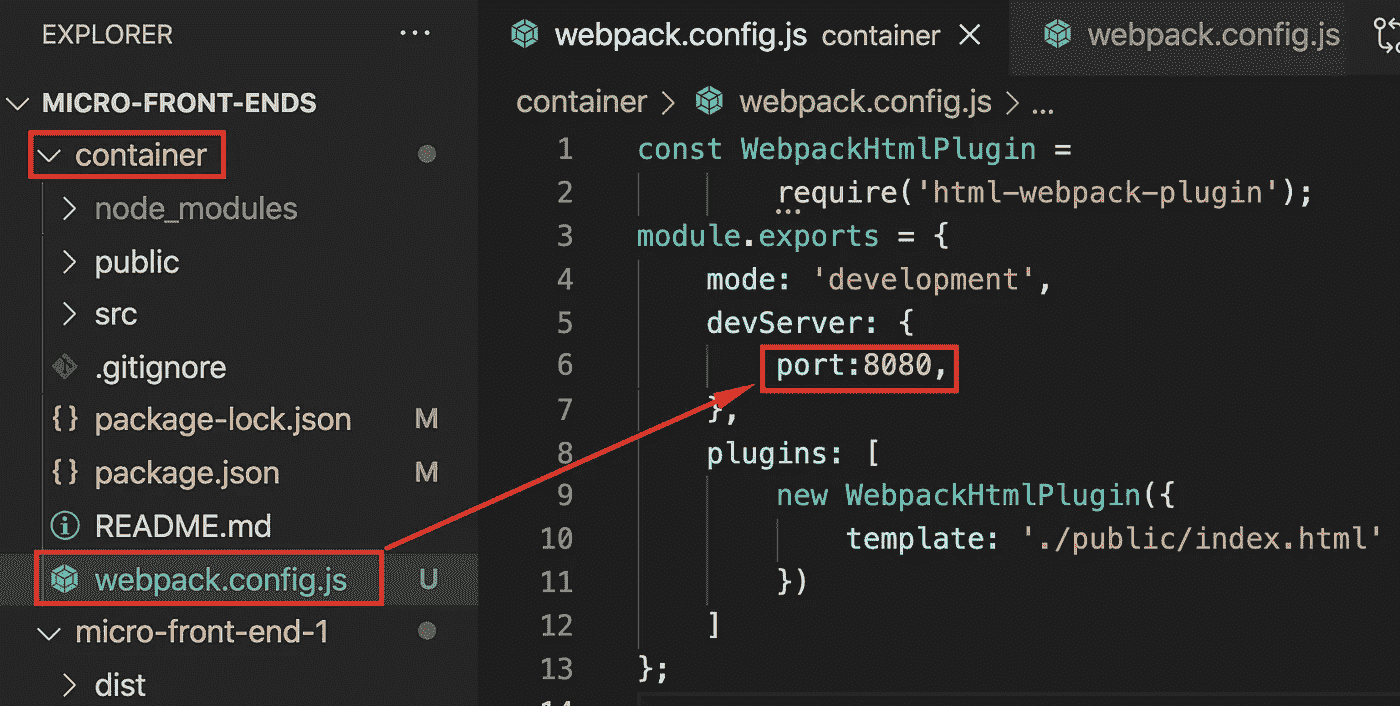 EXPLORER ...
MICRO-FRONT-ENDS
container
node_modules
public
src
.gitignore
{} package-lock.json M
{} package.json M
README.md
webpack.config.js U
micro-front-end-1
dist
webpack.config.js container
webpack.config.js
container > webpack.config.js > ...
1 const WebpackHtmlPlugin =
2 require('html-webpack-plugin');
3 module.exports = {
4 mode: 'development',
5 devServer: {
6 port:8080,
7 },
8 plugins: [
9 new WebpackHtmlPlugin({
10 template: './public/index.html'
11 })
12 ]
13 };
14